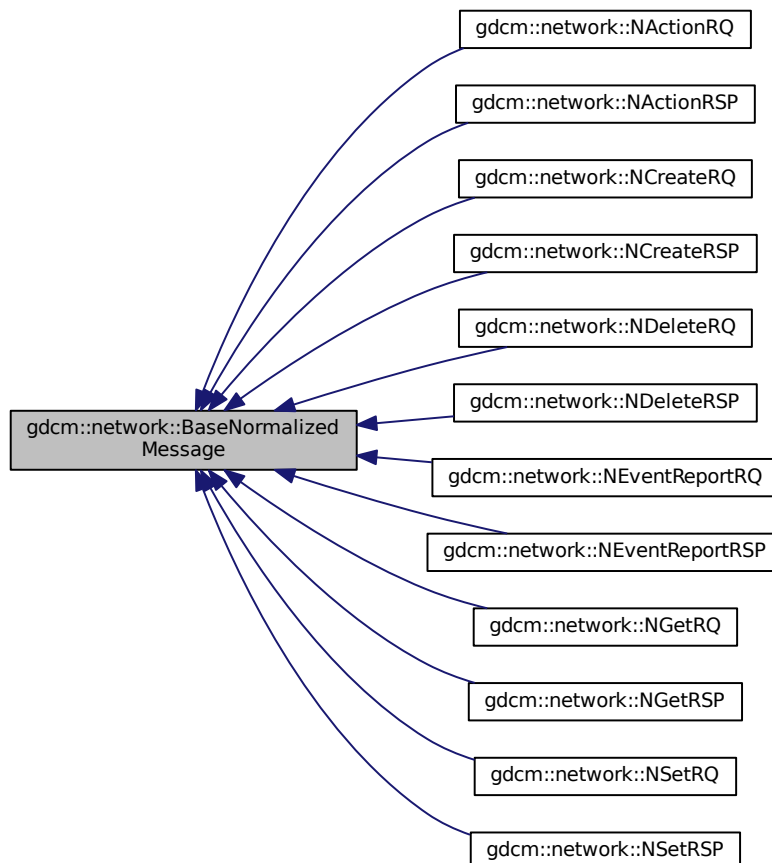 gdcm::network::NActionRQ
gdcm::network::NActionRSP
gdcm::network::NCreateRQ
gdcm::network::NCreateRSP
gdcm::network::NDeleteRQ
gdcm::network::NDeleteRSP
gdcm::network::BaseNormalized
Message
gdcm::network::NEventReportRQ
gdcm::network::NEventReportRSP
gdcm::network::NGetRQ
gdcm::network::NGetRSP
gdcm::network::NSetRQ
gdcm::network::NSetRSP